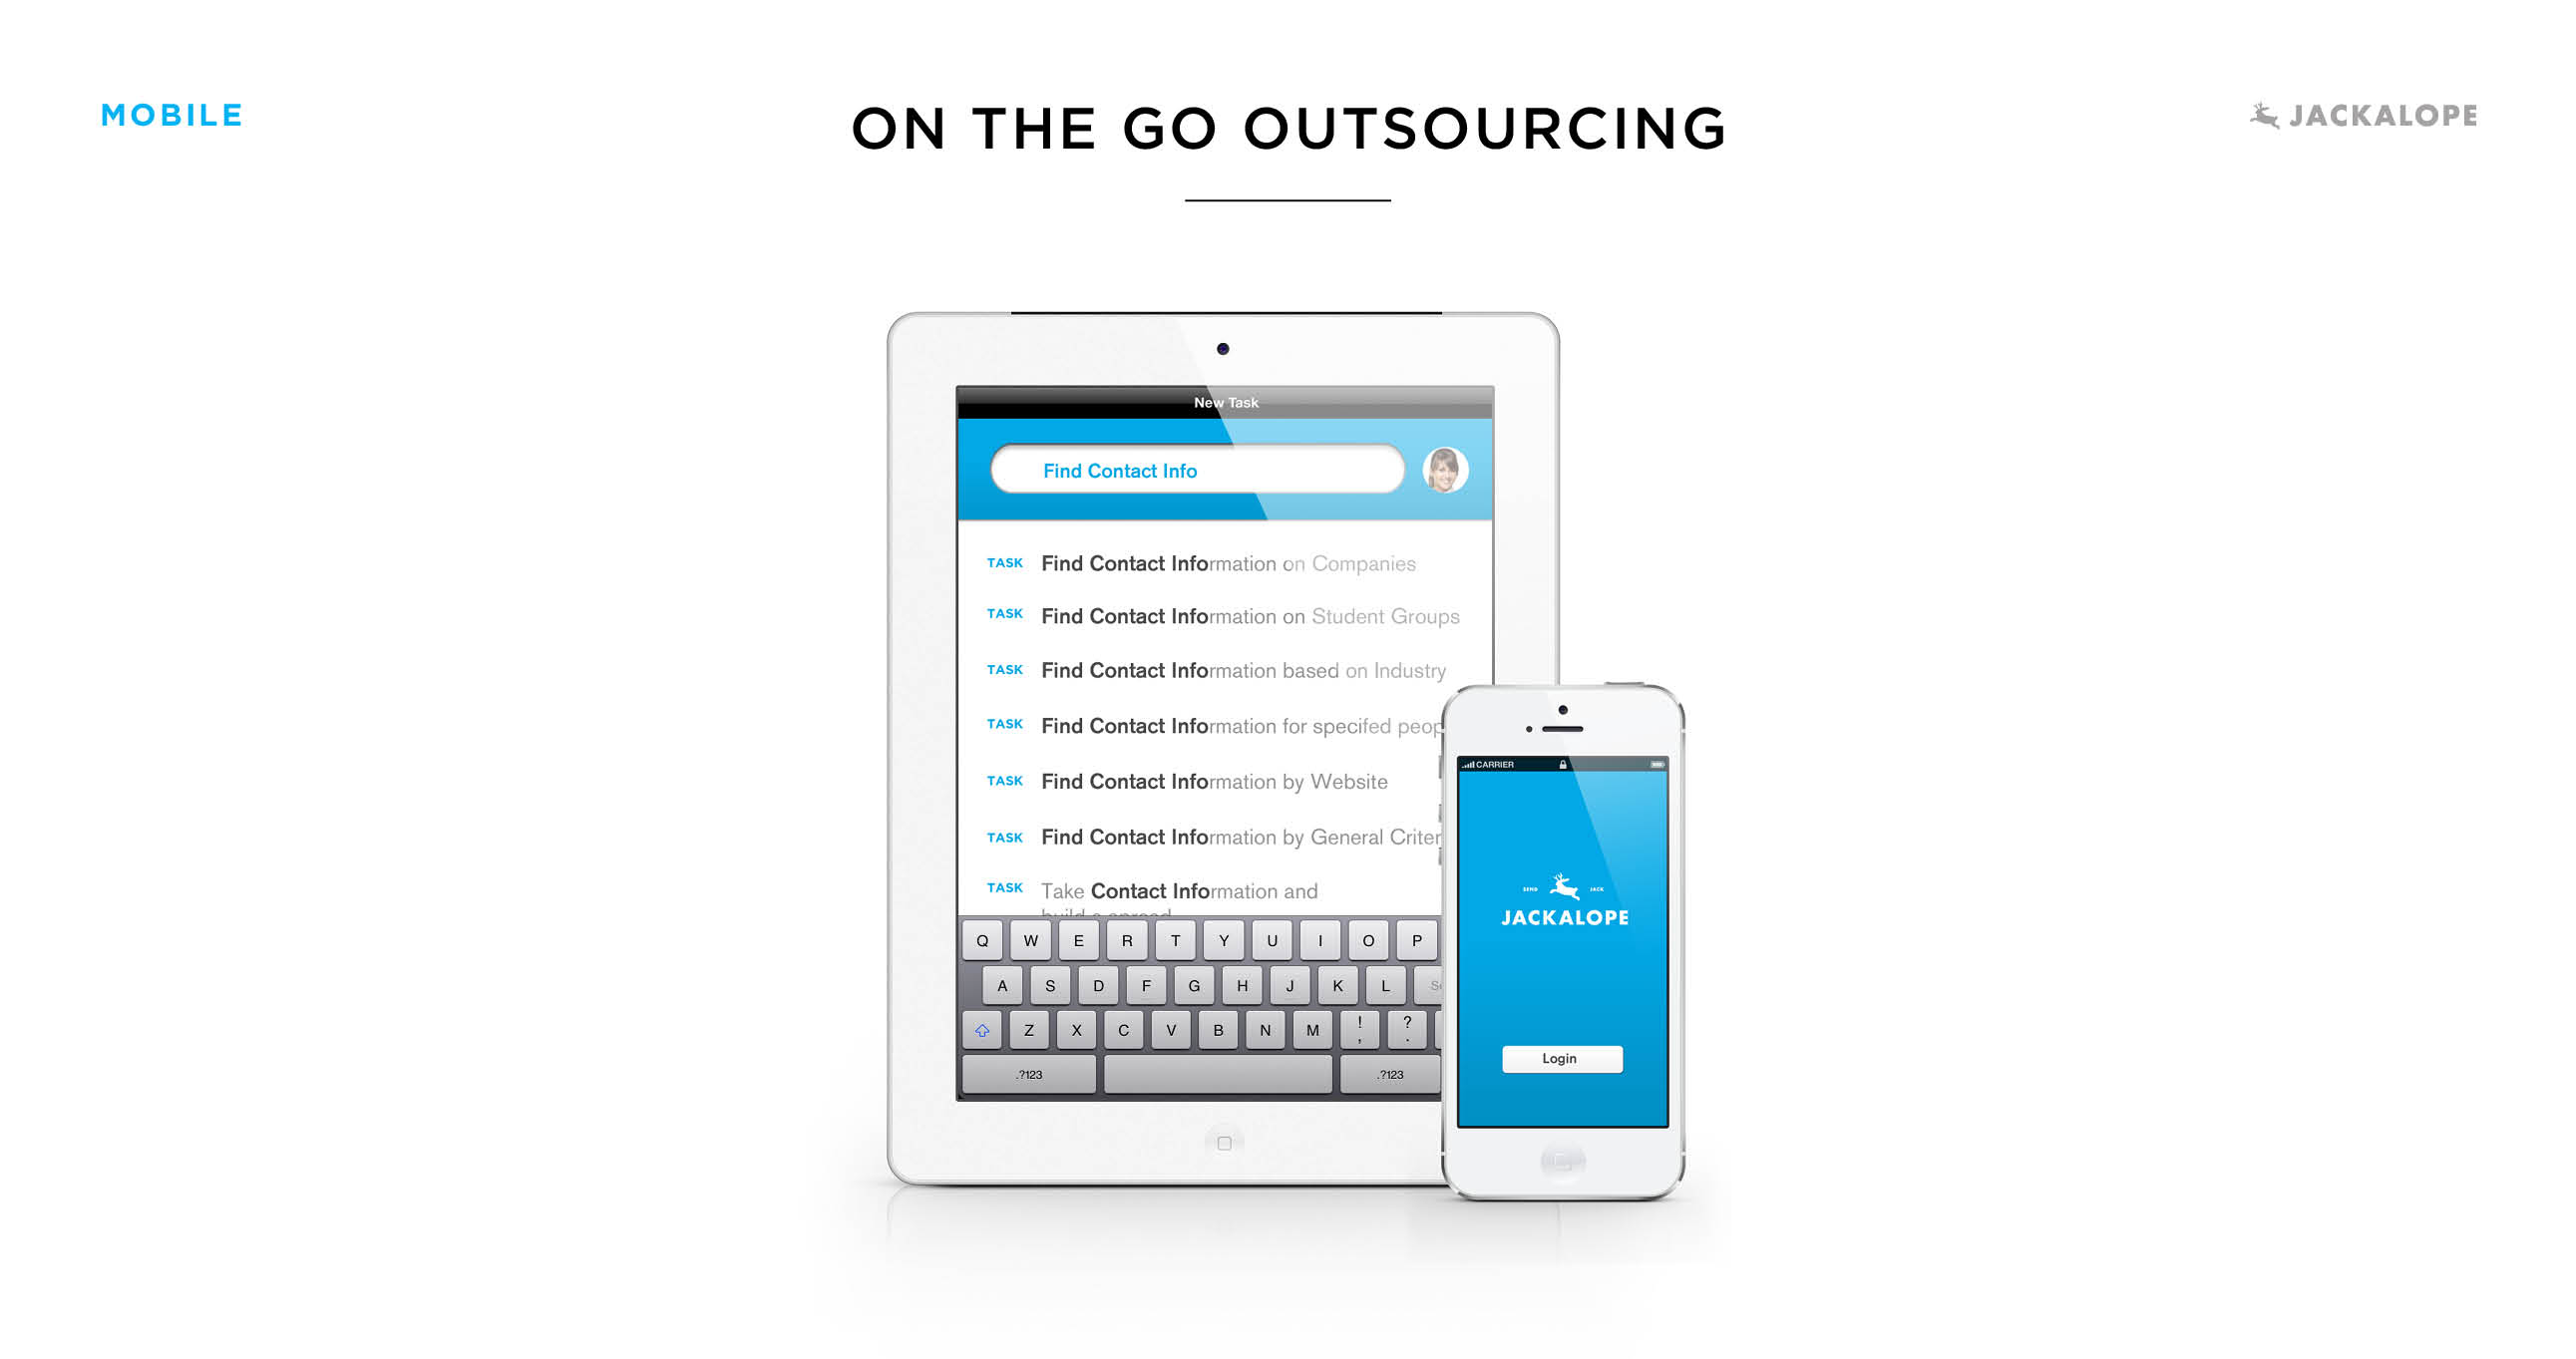 MOBILE
ON THE GO OUTSOURCING
JACKALOPE
New Task
Find Contact Info
TASK Find Contact Information on Companies
TASK Find Contact Information on Student Groups
TASK Find Contact Information based on Industry
TASK Find Contact Information for specifed peop
TASK Find Contact Information by Website
TASK Find Contact Information by General Criter
TASK Take Contact Information and
build a spread
Q W E R T Y U I O P
A S D F G H J K L
Z X C V B N M ! , ? .
.?123 .?123
CARRIER
SEND JACK
JACKALOPE
Login